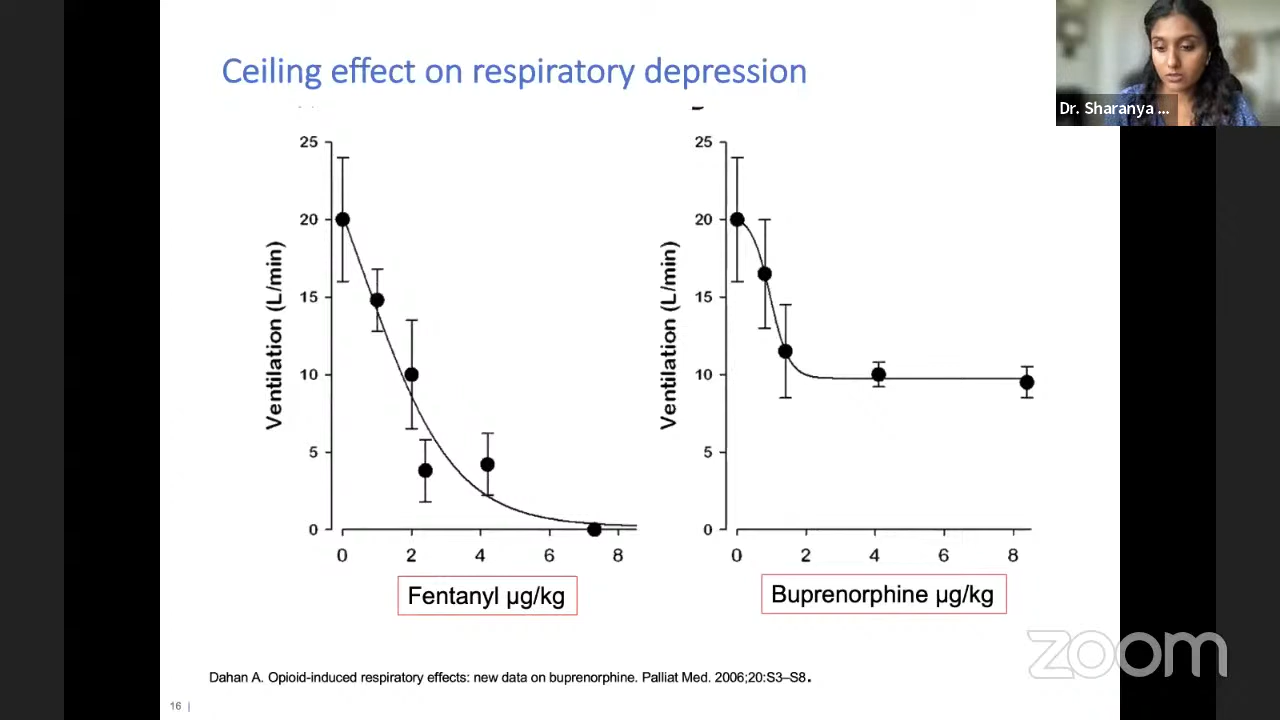 Ceiling effect on respiratory depression
Dr. Sharanya ...
25
20
15
10
5
0
Ventilation (L/min)
0 2 4 6 8
Fentanyl µg/kg
25
20
15
10
5
0
Ventilation (L/min)
0 2 4 6 8
Buprenorphine µg/kg
zoom
Dahan A. Opioid-induced respiratory effects: new data on buprenorphine. Palliat Med. 2006;20:S3–S8.
16 |